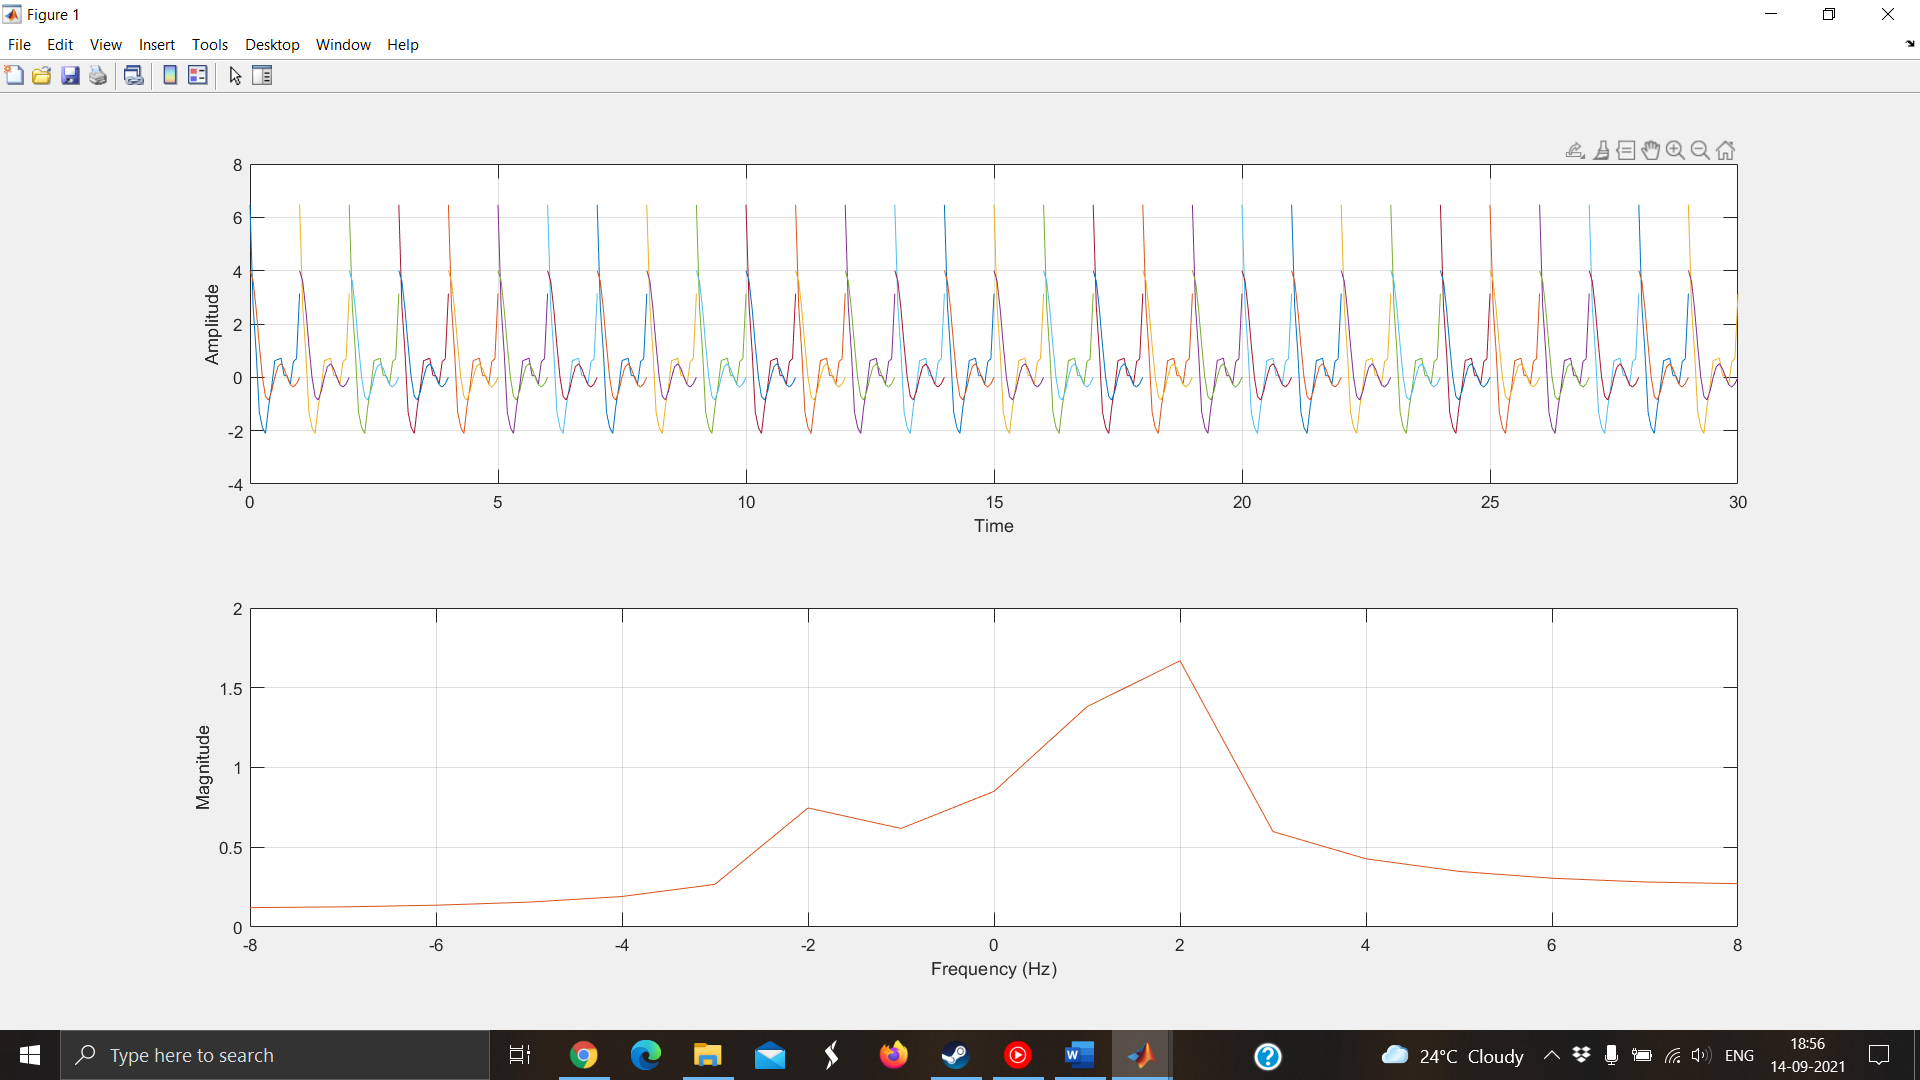 Figure 1
File Edit View Insert Tools Desktop Window Help
8
6
4
2
0
-2
-4
Amplitude
0 5 10 15 20 25 30
Time
2
1.5
1
0.5
0
Magnitude
-8 -6 -4 -2 0 2 4 6 8
Frequency (Hz)
Type here to search
W
24°C Cloudy
ENG
18:56
14-09-2021